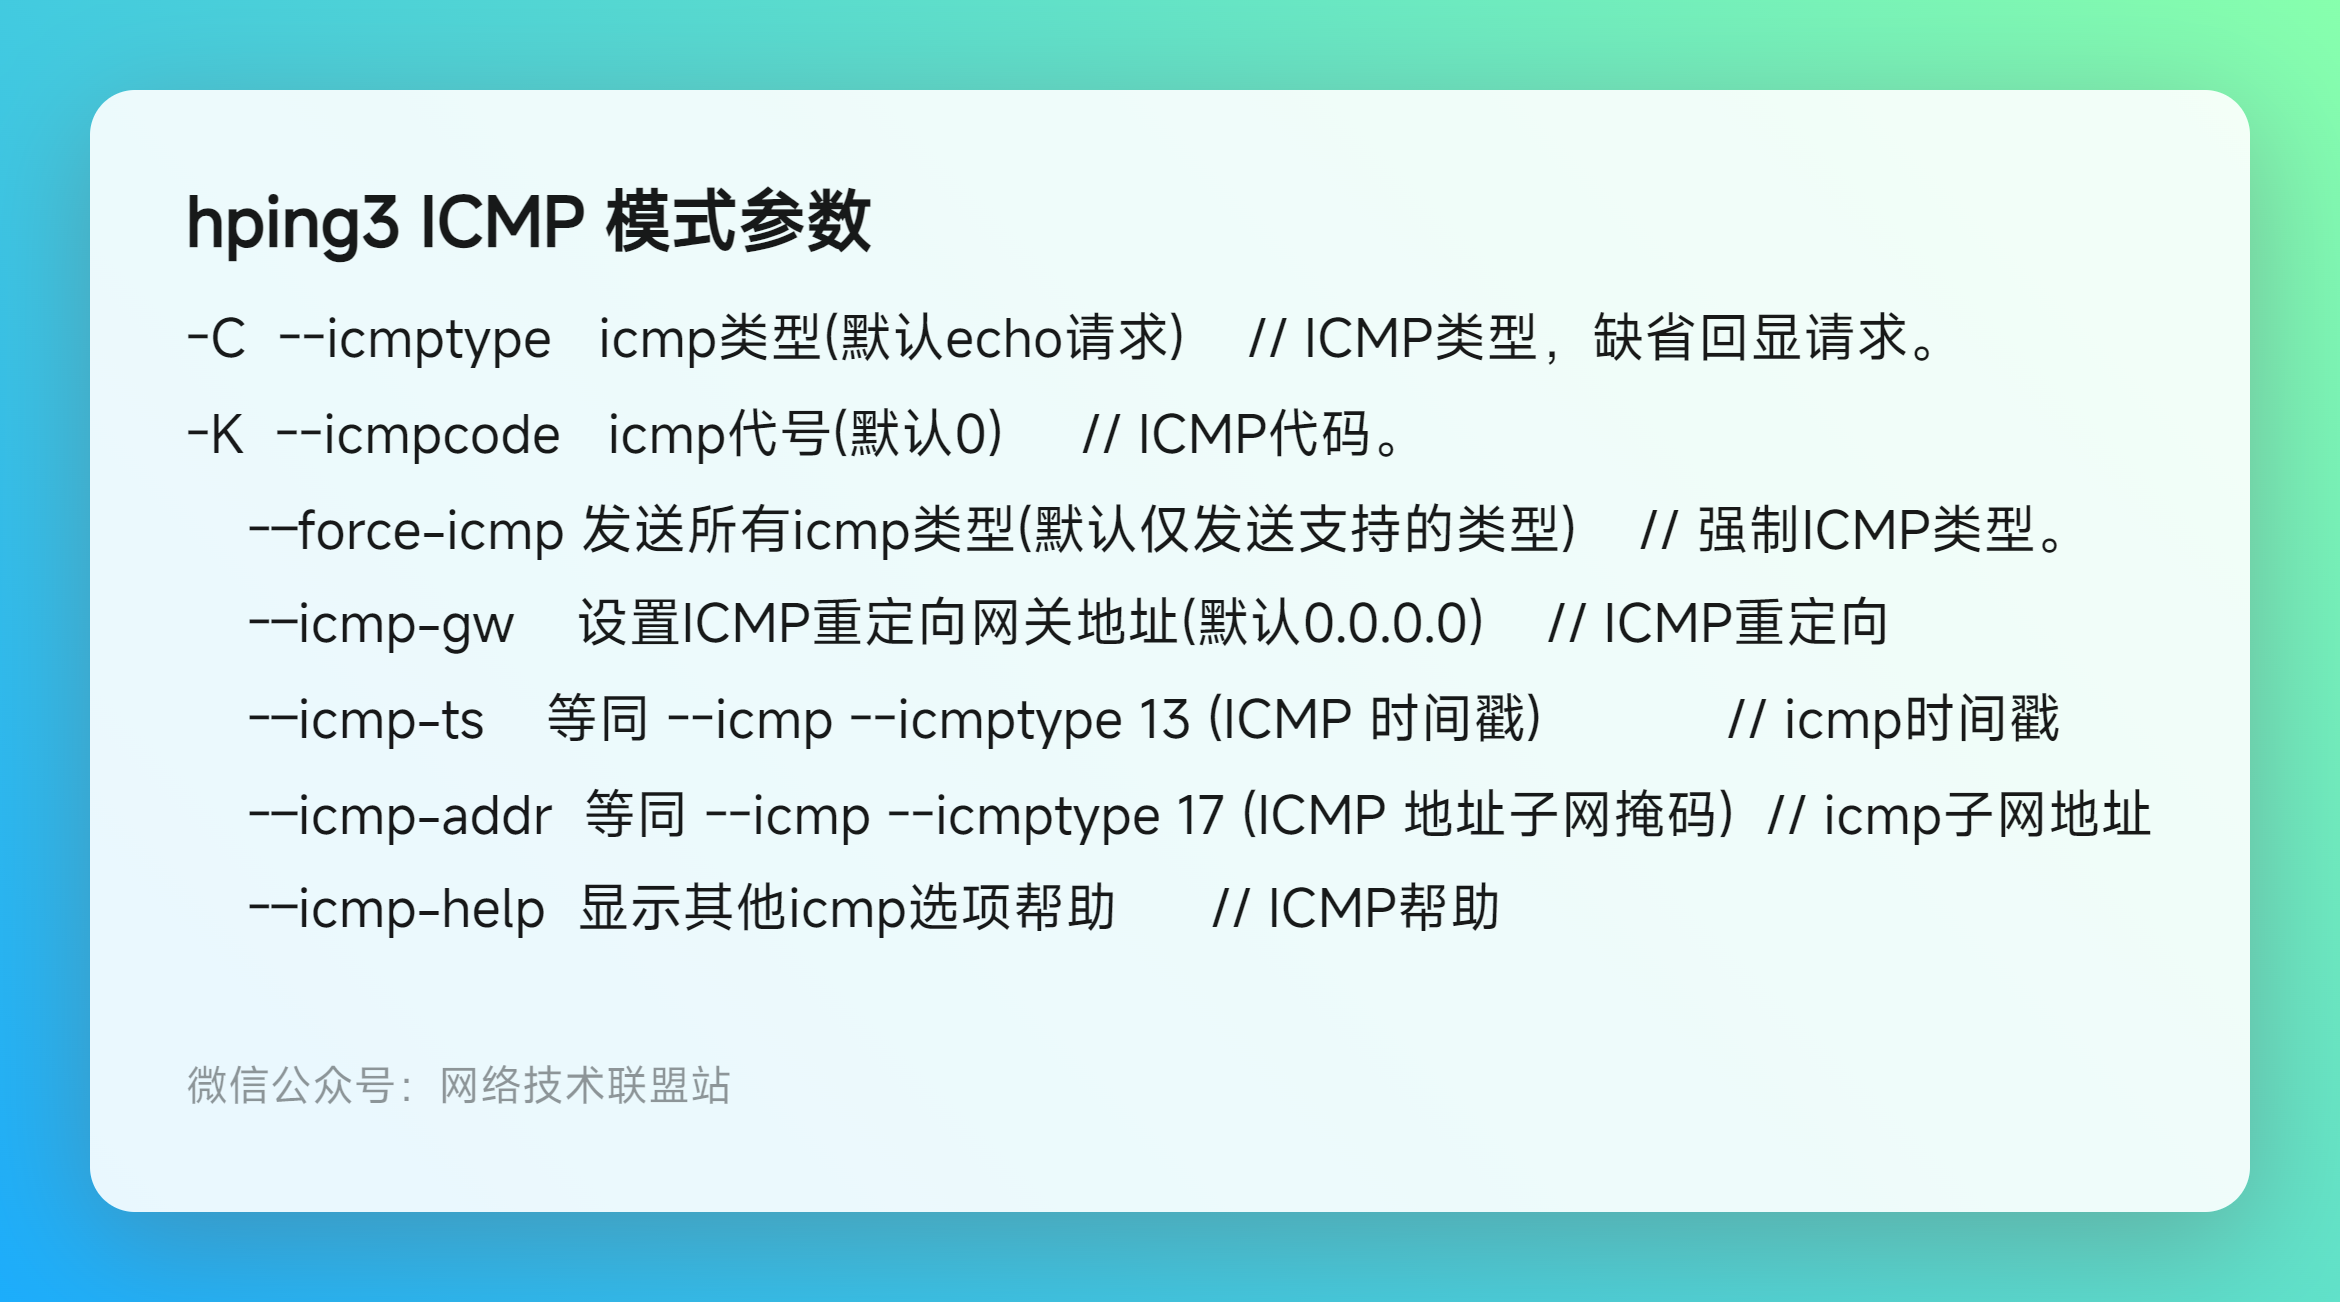 hping3 ICMP 模式参数
-C --icmptype icmp类型(默认echo请求) // ICMP类型，缺省回显请求。
-K --icmpcode icmp代号(默认0) // ICMP代码。
--force-icmp 发送所有icmp类型(默认仅发送支持的类型) // 强制ICMP类型。
--icmp-gw 设置ICMP重定向网关地址(默认0.0.0.0) // ICMP重定向
--icmp-ts 等同 --icmp --icmptype 13 (ICMP 时间戳) // icmp时间戳
--icmp-addr 等同 --icmp --icmptype 17 (ICMP 地址子网掩码) // icmp子网地址
--icmp-help 显示其他icmp选项帮助 // ICMP帮助
微信公众号：网络技术联盟站